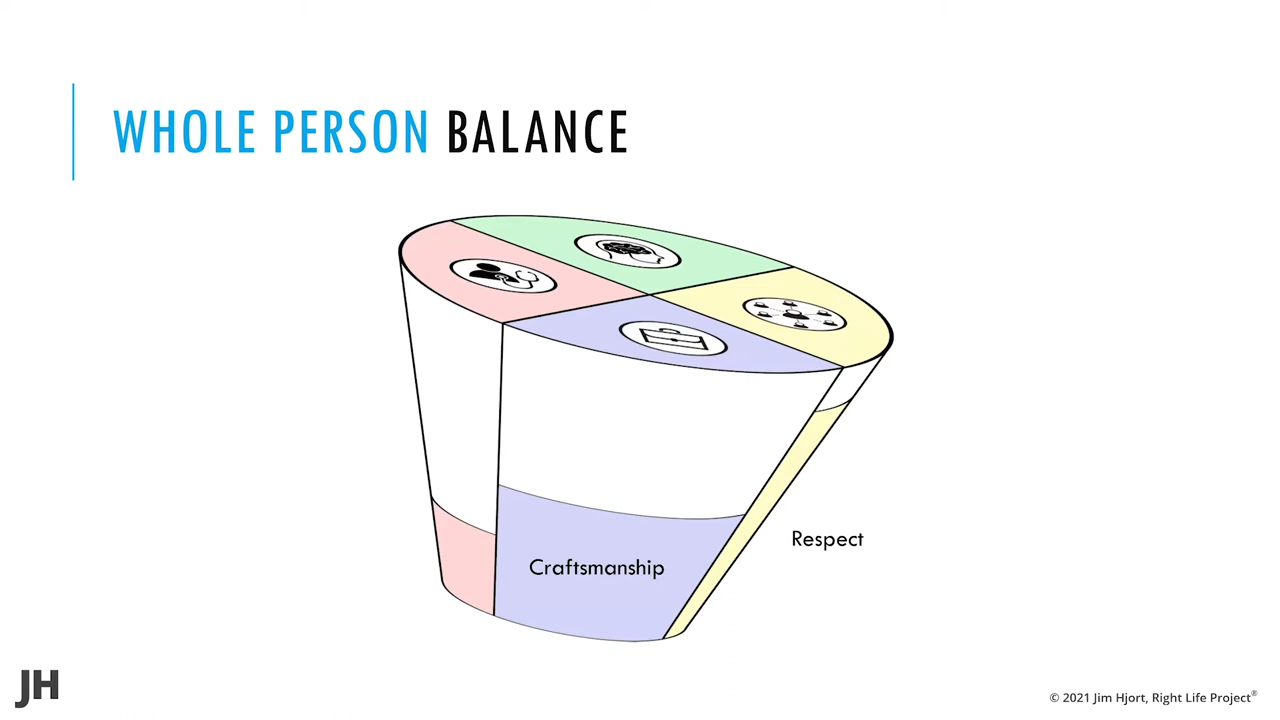 WHOLE PERSON BALANCE
Respect
Craftsmanship
JH
© 2021 Jim Hjort, Right Life Project®